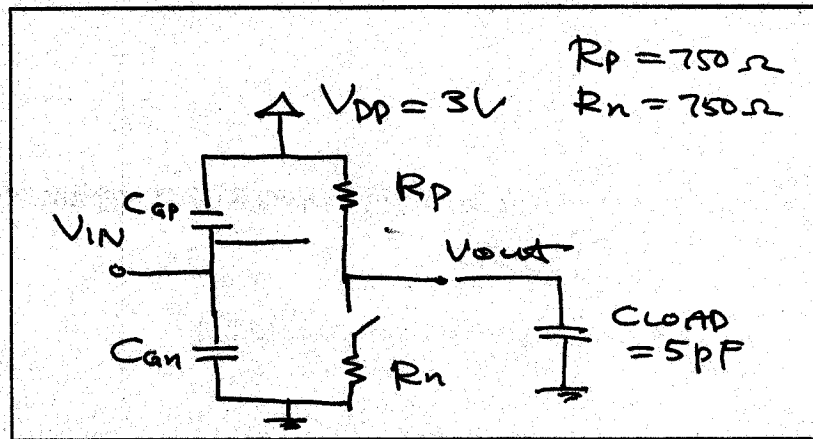 Rp = 750 Ω
Rn = 750 Ω
VDD = 3V
CGP
Rp
VIN
Vout
CGn
Rn
CLOAD
= 5pF